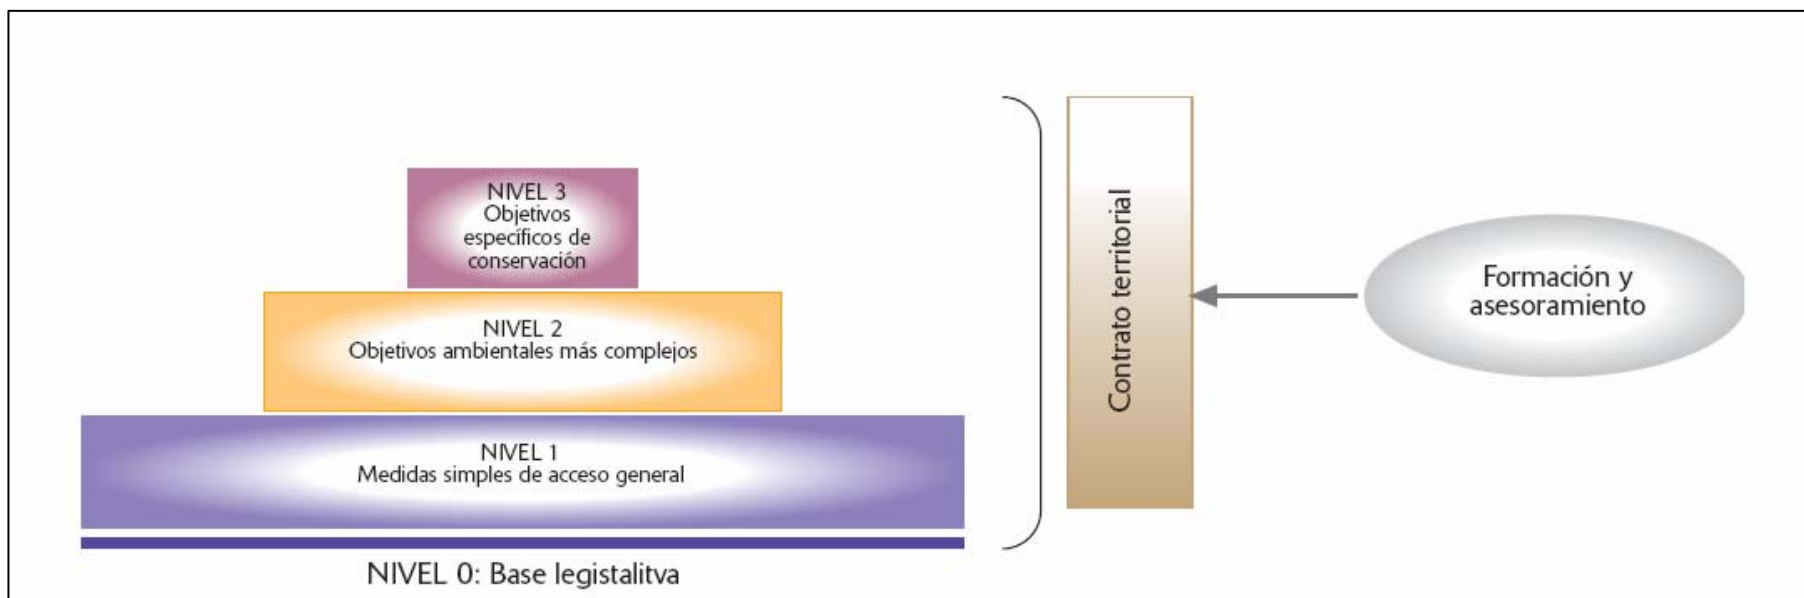 NIVEL 3
Objetivos
específicos de
conservación
NIVEL 2
Objetivos ambientales más complejos
NIVEL 1
Medidas simples de acceso general
NIVEL 0: Base legistalitva
Contrato territorial
Formación y
asesoramiento